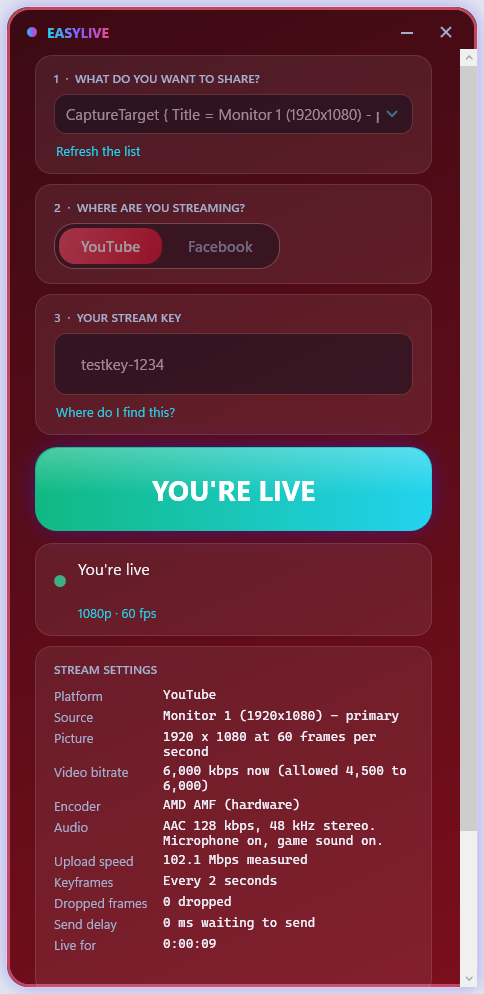 EASYLIVE
1 · WHAT DO YOU WANT TO SHARE?
CaptureTarget { Title = Monitor 1 (1920x1080) - p
Refresh the list
2 · WHERE ARE YOU STREAMING?
YouTube Facebook
3 · YOUR STREAM KEY
testkey-1234
Where do I find this?
YOU'RE LIVE
You're live
1080p · 60 fps
STREAM SETTINGS
Platform YouTube
Source Monitor 1 (1920x1080) - primary
Picture 1920 x 1080 at 60 frames per
second
Video bitrate 6,000 kbps now (allowed 4,500 to
6,000)
Encoder AMD AMF (hardware)
Audio AAC 128 kbps, 48 kHz stereo.
Microphone on, game sound on.
Upload speed 102.1 Mbps measured
Keyframes Every 2 seconds
Dropped frames 0 dropped
Send delay 0 ms waiting to send
Live for 0:00:09